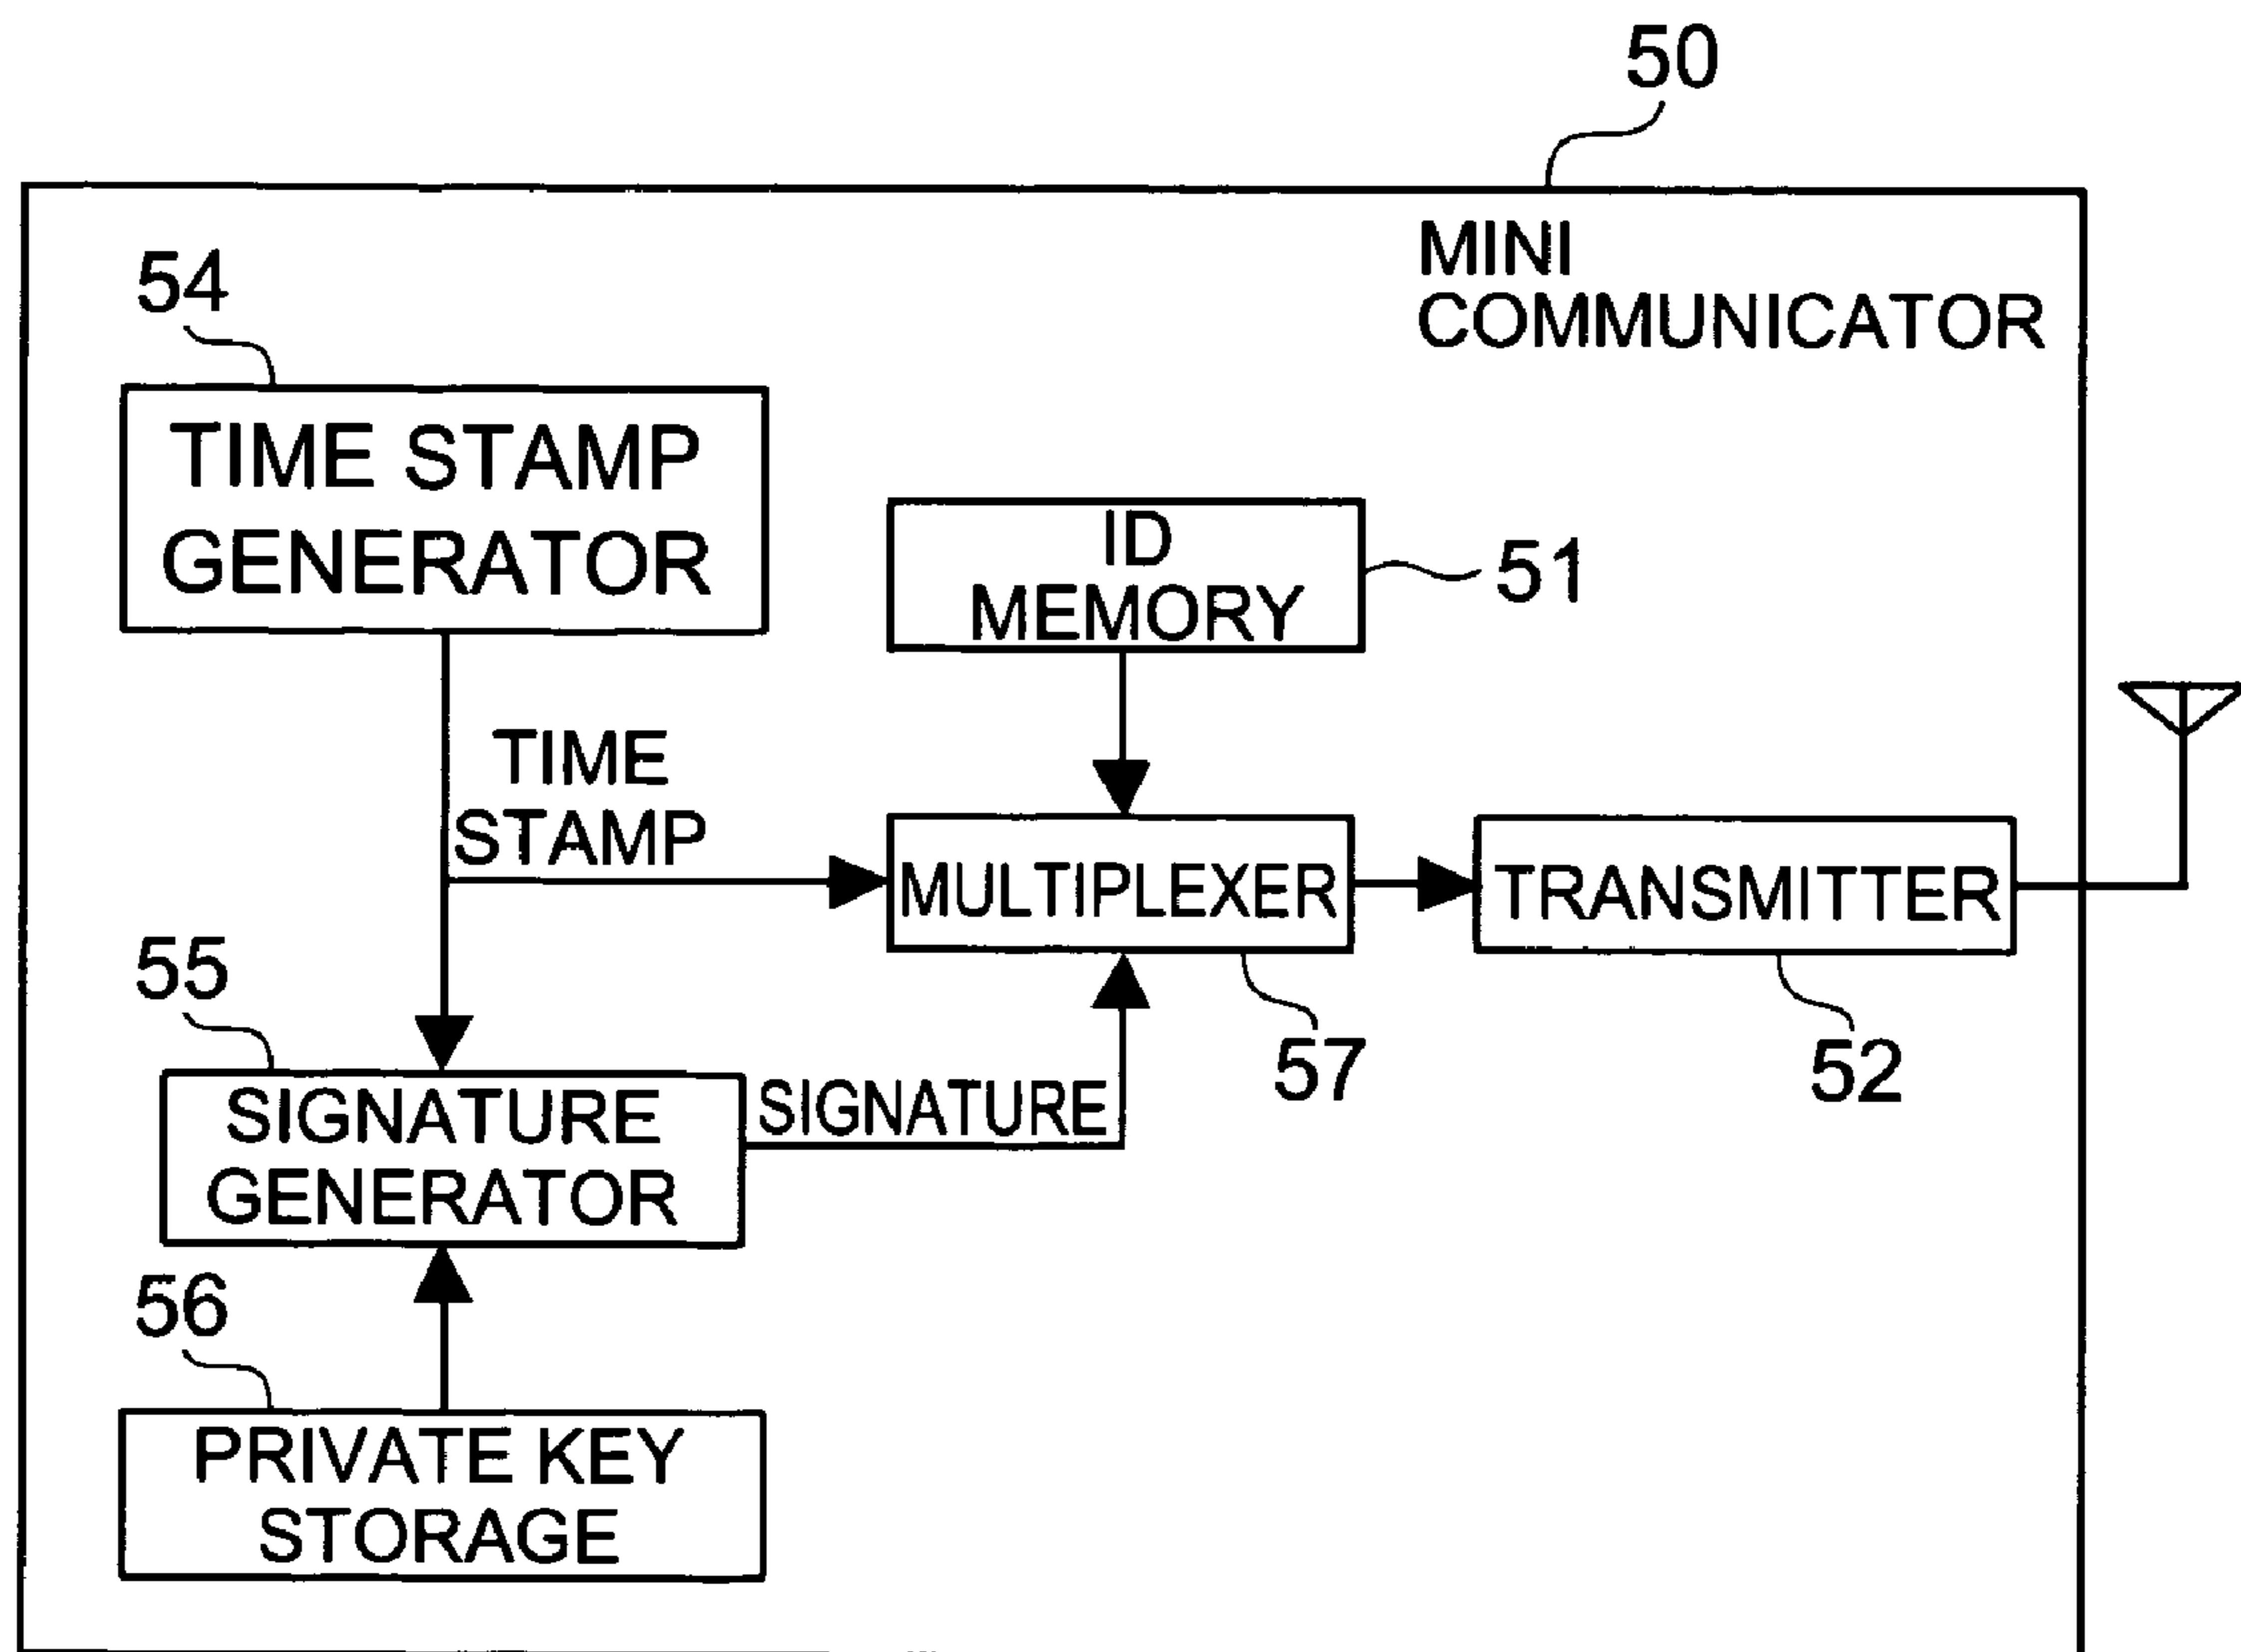 50
MINI
COMMUNICATOR
54
TIME STAMP
GENERATOR
ID
MEMORY
51
TIME
STAMP
MULTIPLEXER
TRANSMITTER
57
52
55
SIGNATURE
GENERATOR
SIGNATURE
56
PRIVATE KEY
STORAGE